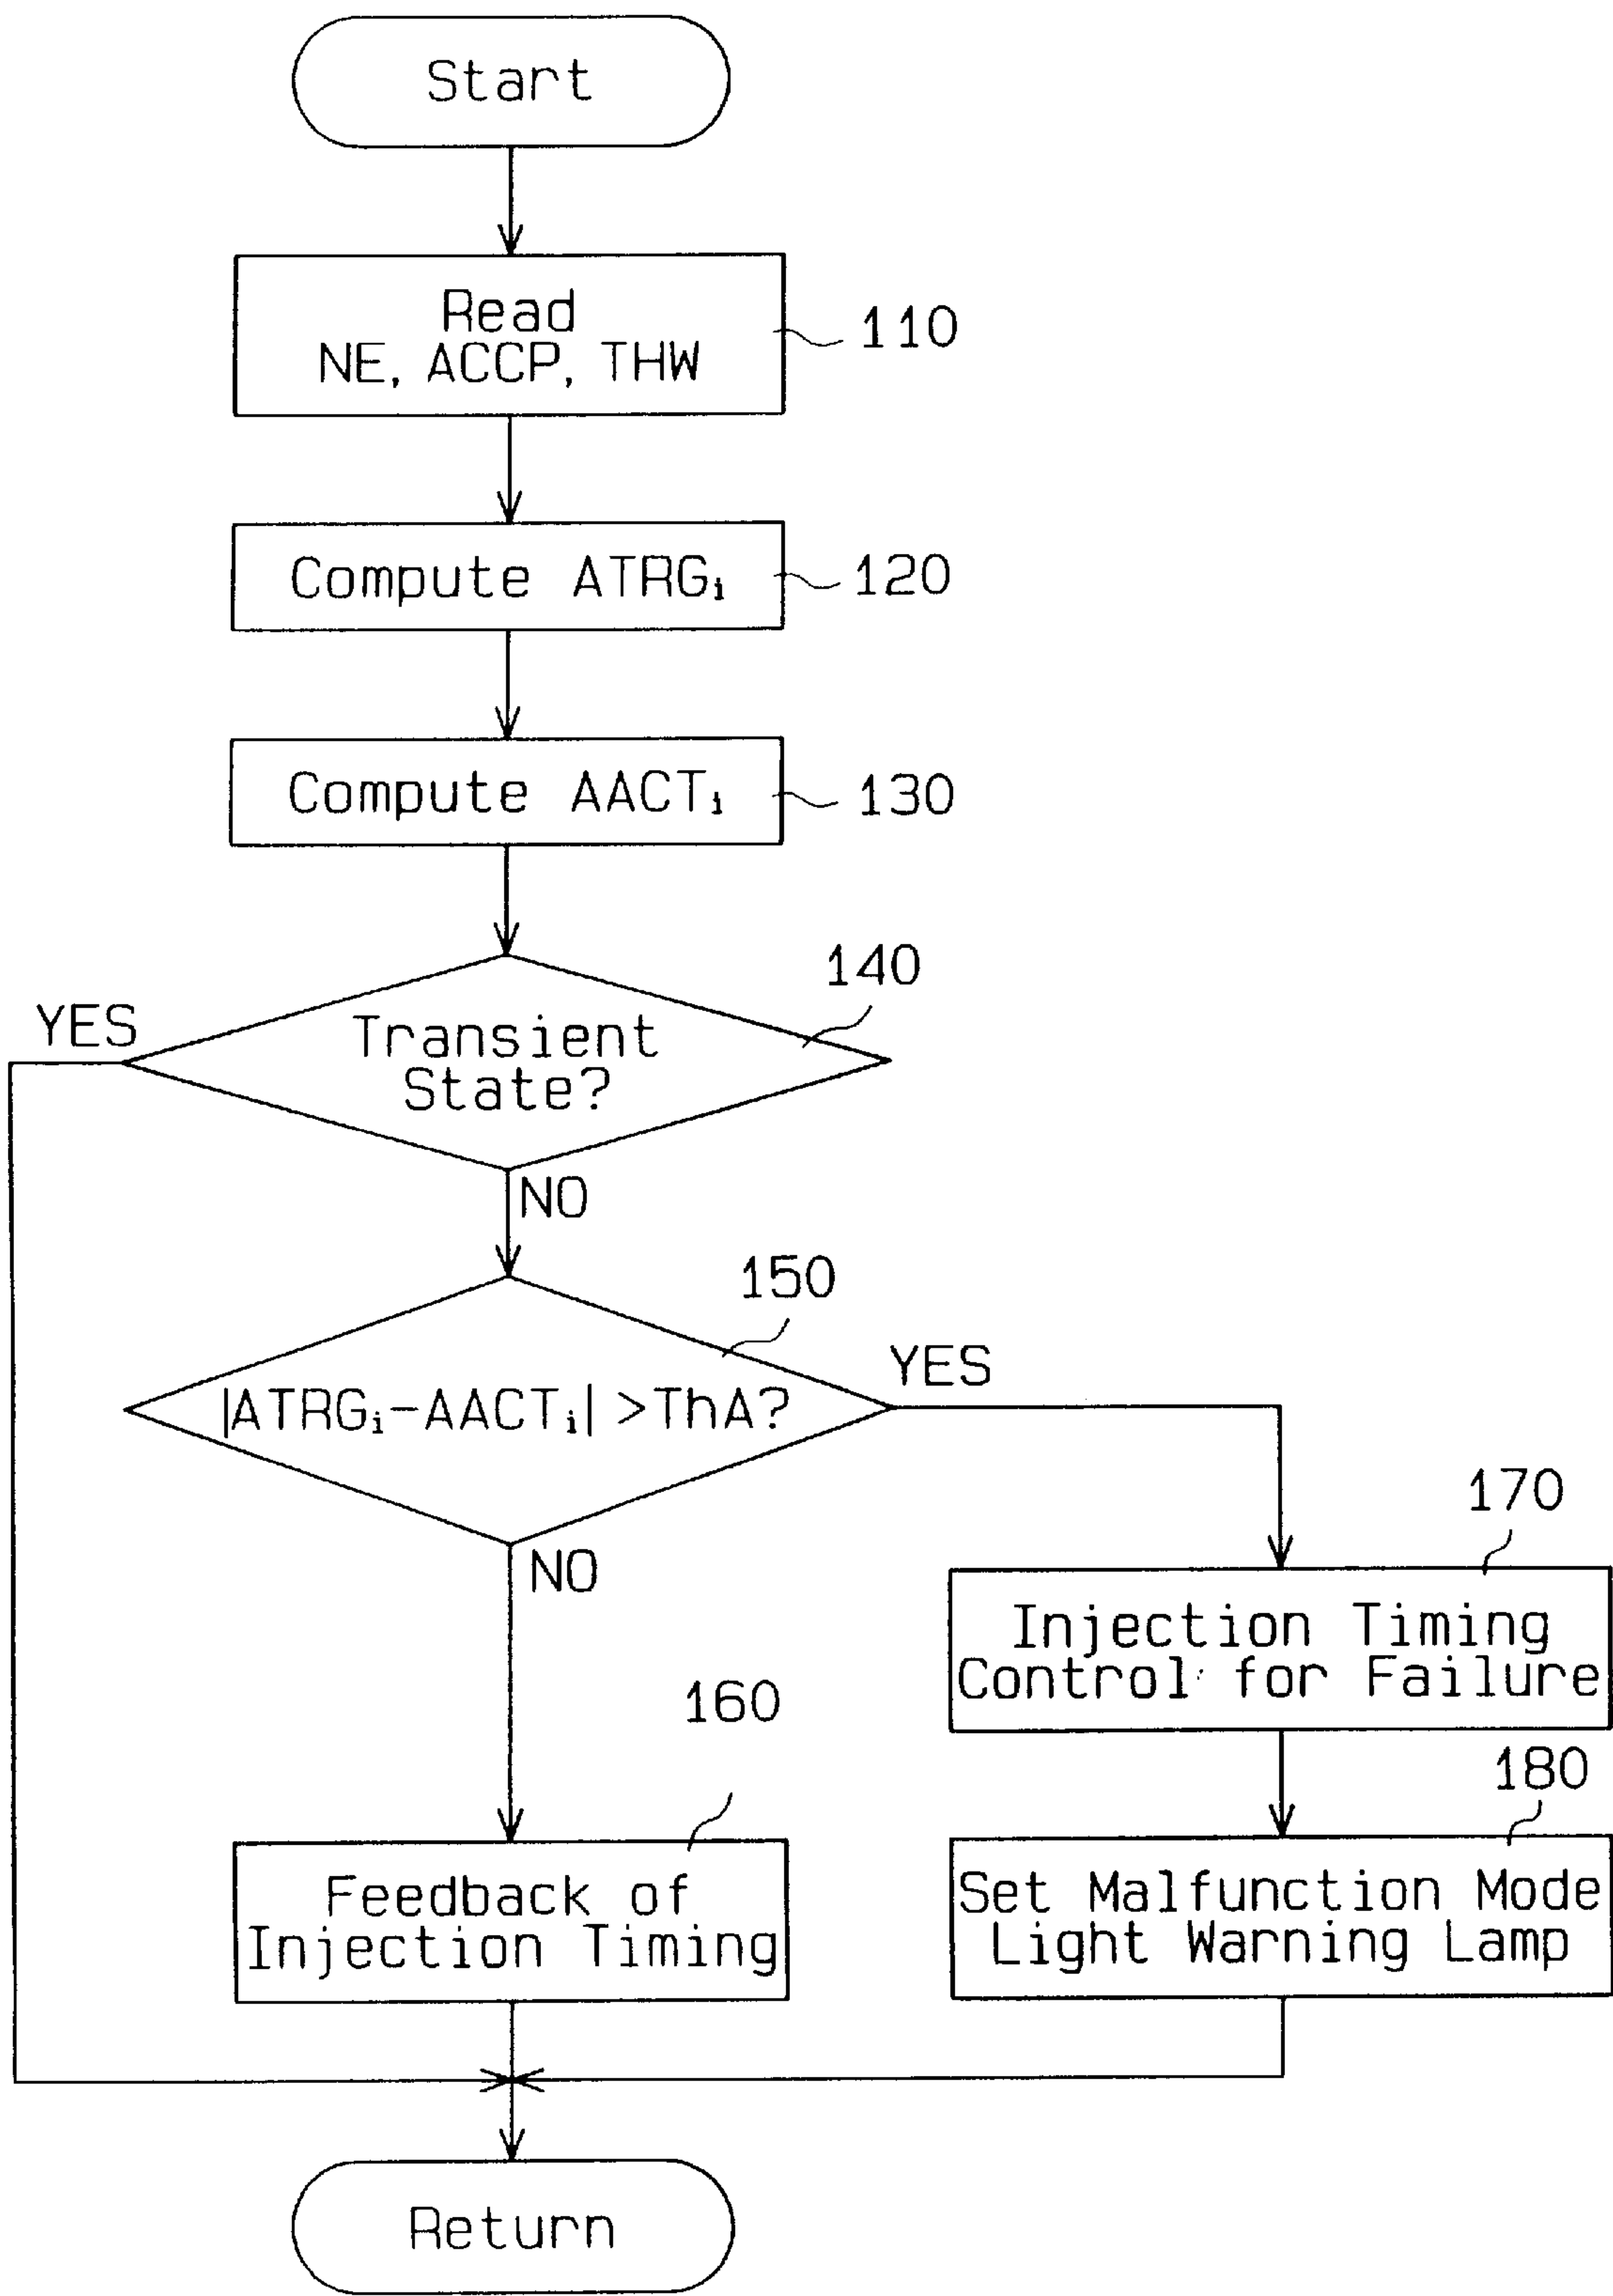 Start
Read
NE, ACCP, THW
110
Compute ATRGi
120
Compute AACTi
130
140
YES
Transient
State?
NO
150
YES
|ATRGi-AACTi| >ThA?
NO
170
Injection Timing
Control for Failure
160
180
Feedback of
Injection Timing
Set Malfunction Mode
Light Warning Lamp
Return